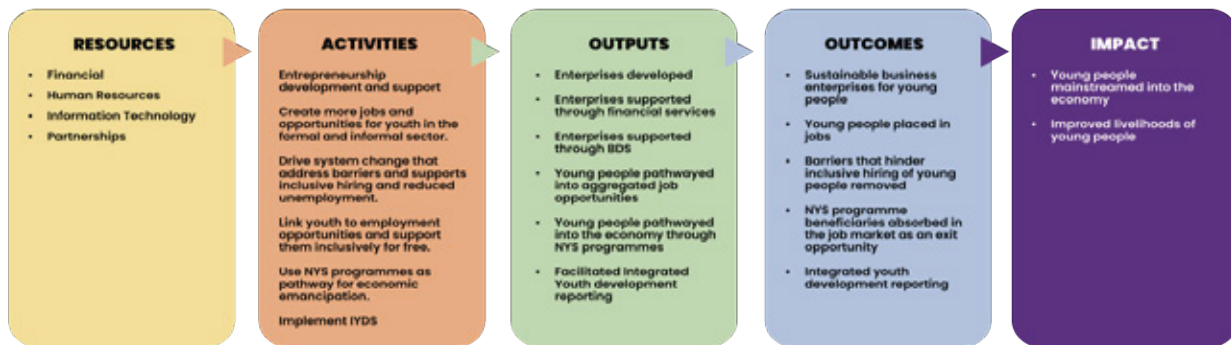 RESOURCES
• Financial
• Human Resources
• Information Technology
• Partnerships
ACTIVITIES
Entrepreneurship
development and support
Create more jobs and
opportunities for youth in the
formal and informal sector.
Drive system change that
address barriers and supports
inclusive hiring and reduced
unemployment.
Link youth to employment
opportunities and support
them inclusively for free.
Use NYS programmes as
pathway for economic
emancipation.
Implement IYDS
OUTPUTS
• Enterprises developed
• Enterprises supported
through financial services
• Enterprises supported
through BDS
• Young people pathwayed
into aggregated job
opportunities
• Young people pathwayed
into the economy through
NYS programmes
• Facilitated Integrated
Youth development
reporting
OUTCOMES
• Sustainable business
enterprises for young
people
• Young people placed in
jobs
• Barriers that hinder
inclusive hiring of young
people removed
• NYS programme
beneficiaries absorbed in
the job market as an exit
opportunity
• Integrated youth
development reporting
IMPACT
• Young people
mainstreamed into the
economy
• Improved livelihoods of
young people